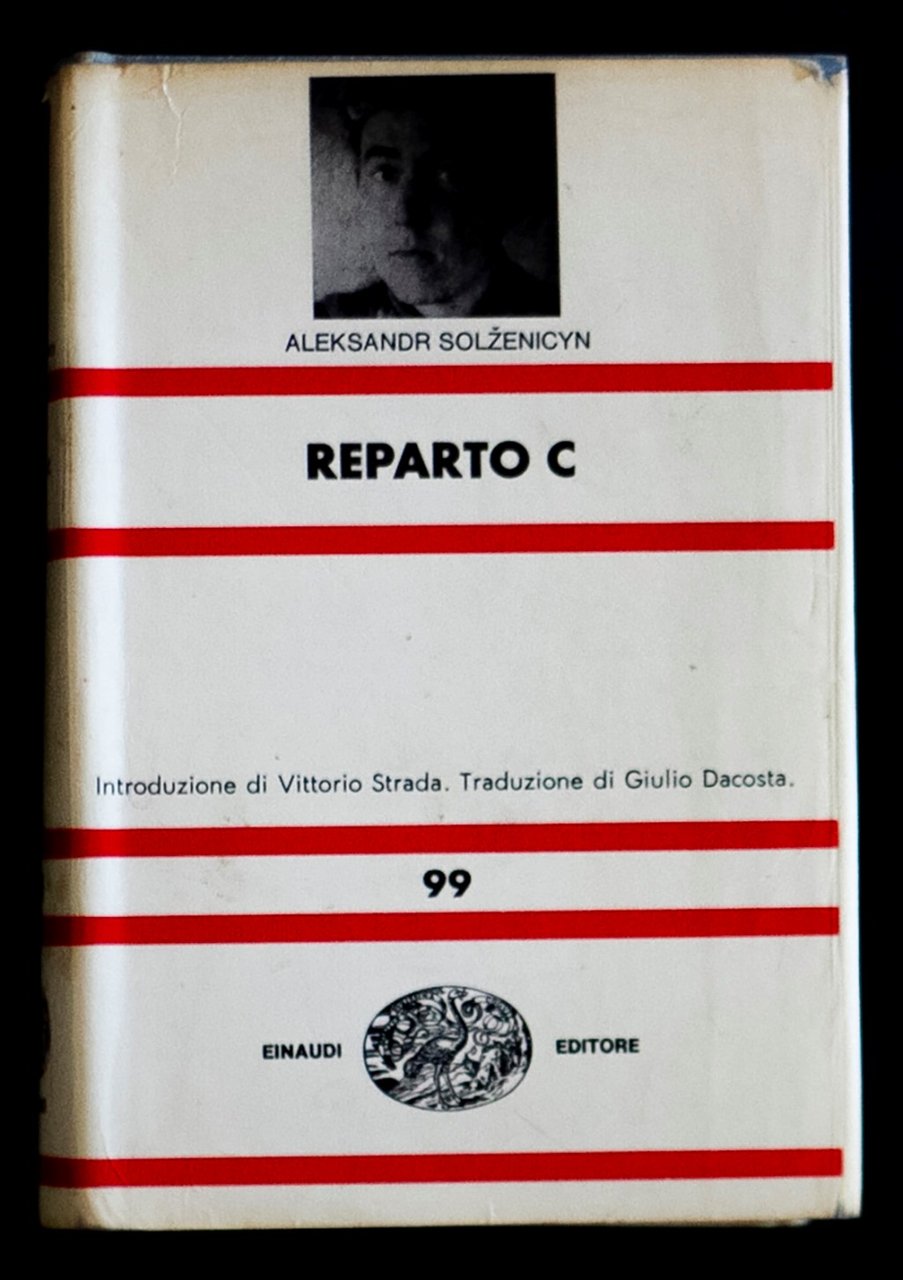 ALEKSANDR SOLŽENICYN
REPARTO C
Introduzione di Vittorio Strada. Traduzione di Giulio Dacosta.
99
EINAUDI EDITORE